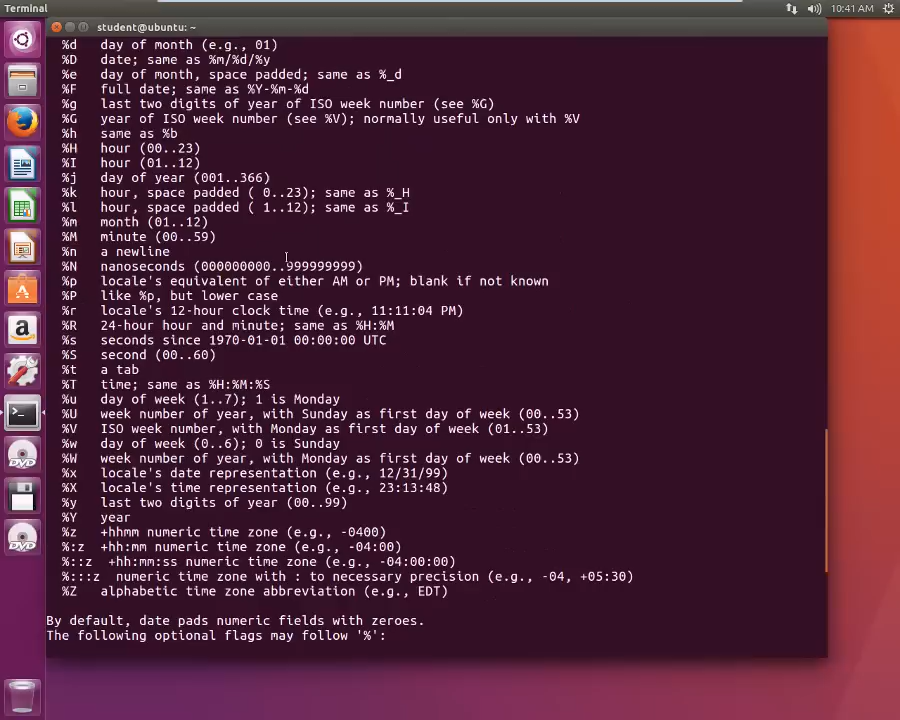 Terminal
10:41 AM
student@ubuntu: ~
%d   day of month (e.g., 01)
%D   date; same as %m/%d/%y
%e   day of month, space padded; same as %_d
%F   full date; same as %Y-%m-%d
%g   last two digits of year of ISO week number (see %G)
%G   year of ISO week number (see %V); normally useful only with %V
%h   same as %b
%H   hour (00..23)
%I   hour (01..12)
%j   day of year (001..366)
%k   hour, space padded ( 0..23); same as %_H
%l   hour, space padded ( 1..12); same as %_I
%m   month (01..12)
%M   minute (00..59)
%n   a newline
%N   nanoseconds (000000000..999999999)
%p   locale's equivalent of either AM or PM; blank if not known
%P   like %p, but lower case
%r   locale's 12-hour clock time (e.g., 11:11:04 PM)
%R   24-hour hour and minute; same as %H:%M
%s   seconds since 1970-01-01 00:00:00 UTC
%S   second (00..60)
%t   a tab
%T   time; same as %H:%M:%S
%u   day of week (1..7); 1 is Monday
%U   week number of year, with Sunday as first day of week (00..53)
%V   ISO week number, with Monday as first day of week (01..53)
%w   day of week (0..6); 0 is Sunday
%W   week number of year, with Monday as first day of week (00..53)
%x   locale's date representation (e.g., 12/31/99)
%X   locale's time representation (e.g., 23:13:48)
%y   last two digits of year (00..99)
%Y   year
%z   +hhmm numeric time zone (e.g., -0400)
%:z  +hh:mm numeric time zone (e.g., -04:00)
%::z  +hh:mm:ss numeric time zone (e.g., -04:00:00)
%:::z  numeric time zone with : to necessary precision (e.g., -04, +05:30)
%Z   alphabetic time zone abbreviation (e.g., EDT)
By default, date pads numeric fields with zeroes.
The following optional flags may follow '%':
DVD
DVD